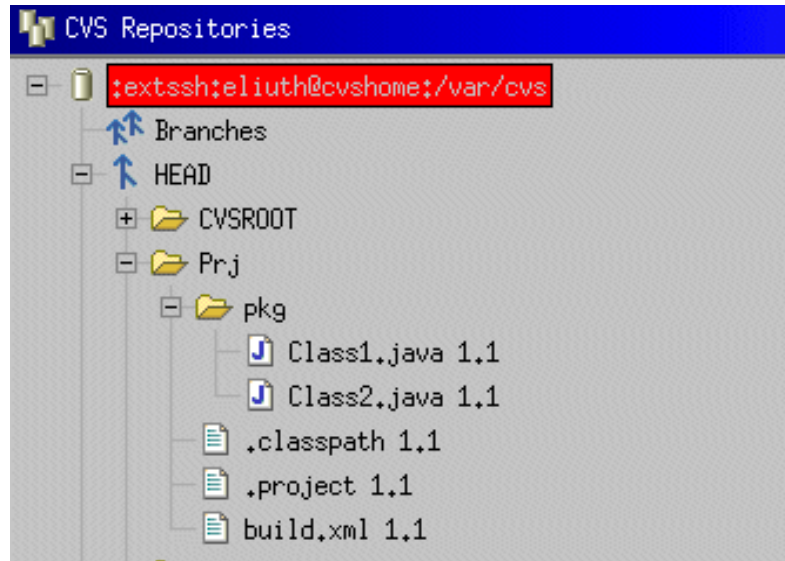 CVS Repositories
:extssh:eliuth@cvshome:/var/cvs
Branches
HEAD
CVSROOT
Prj
pkg
Class1.java 1.1
Class2.java 1.1
.classpath 1.1
.project 1.1
build.xml 1.1